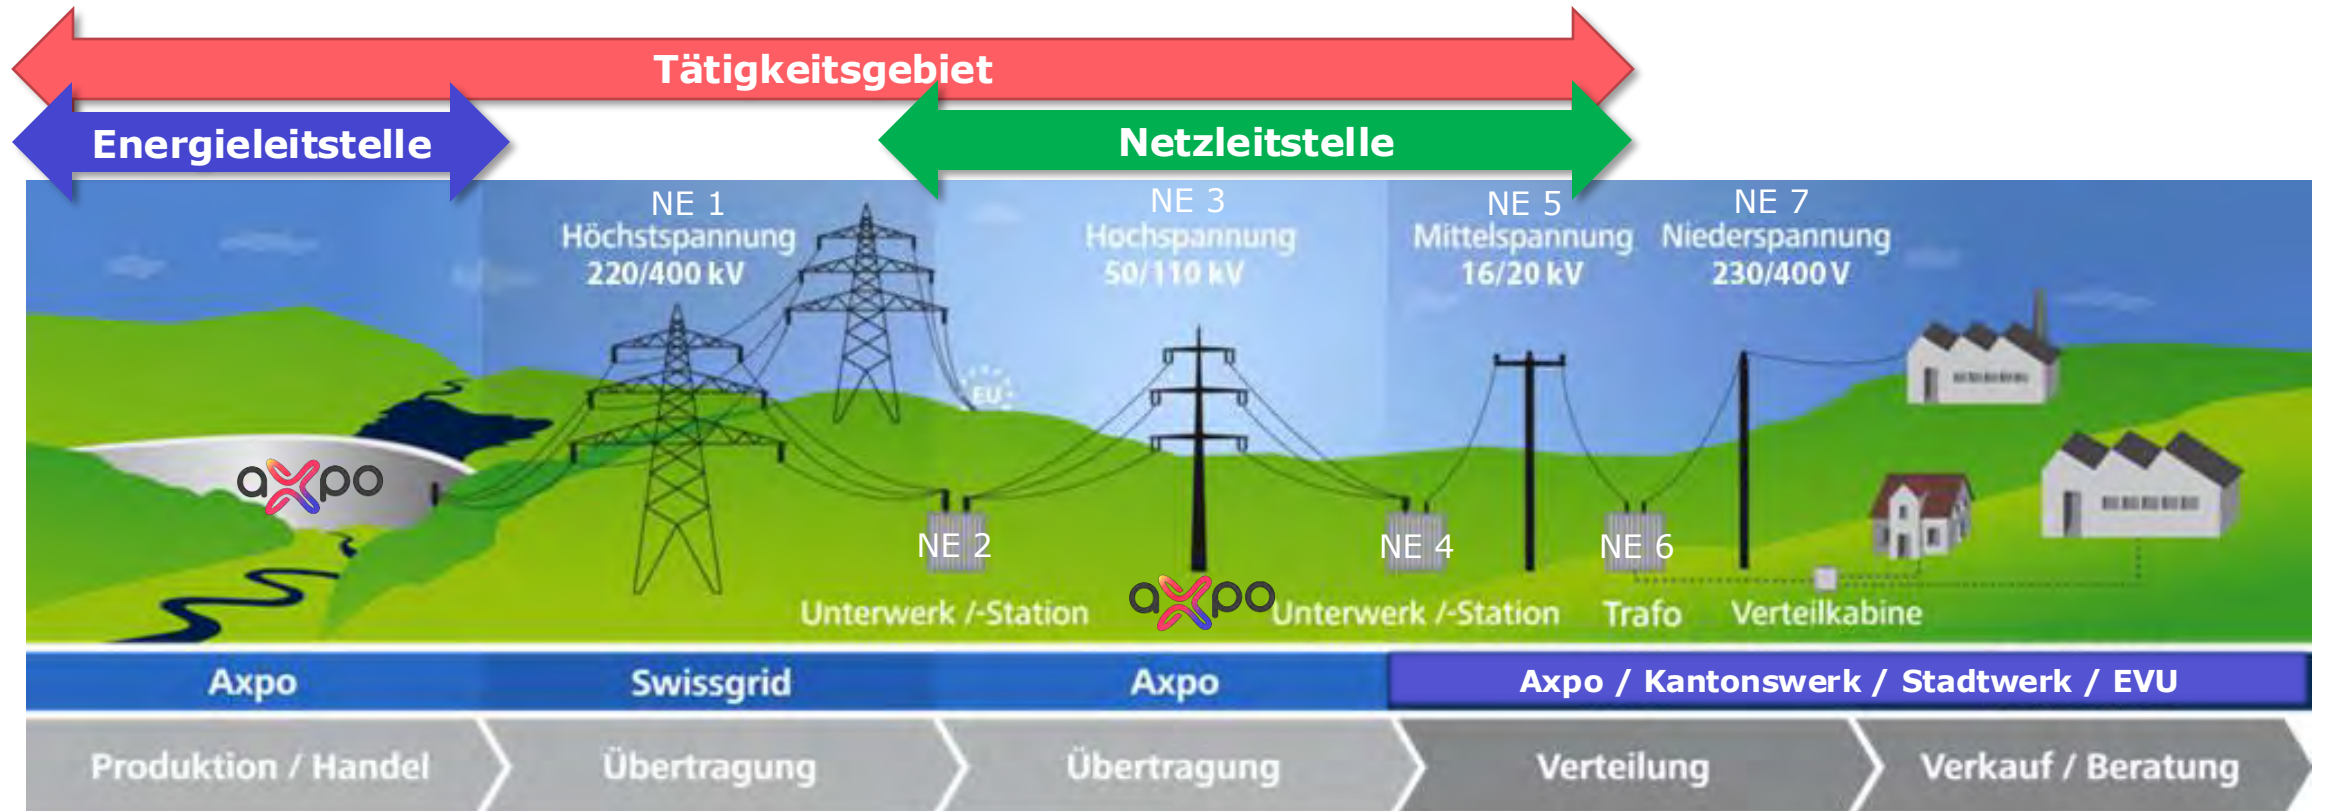 Tätigkeitsgebiet
Energieleitstelle
Netzleitstelle
NE 1
Höchstspannung
220/400 kV
NE 3
Hochspannung
50/110 kV
NE 5
Mittelspannung
16/20 kV
NE 7
Niederspannung
230/400 V
EU
axpo
NE 2
NE 4
NE 6
axpo
Unterwerk /-Station
Unterwerk /-Station
Trafo
Verteilkabine
Axpo
Swissgrid
Axpo
Axpo / Kantonswerk / Stadtwerk / EVU
Produktion / Handel
Übertragung
Übertragung
Verteilung
Verkauf / Beratung